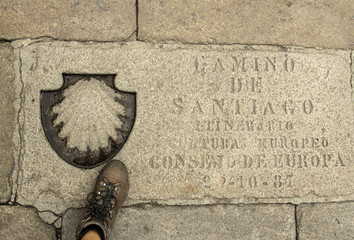 CAMINO
DE
SANTIAGO
ITINERARIO
CULTURA EUROPEO
CONSEJO DE EUROPA
23-10-87